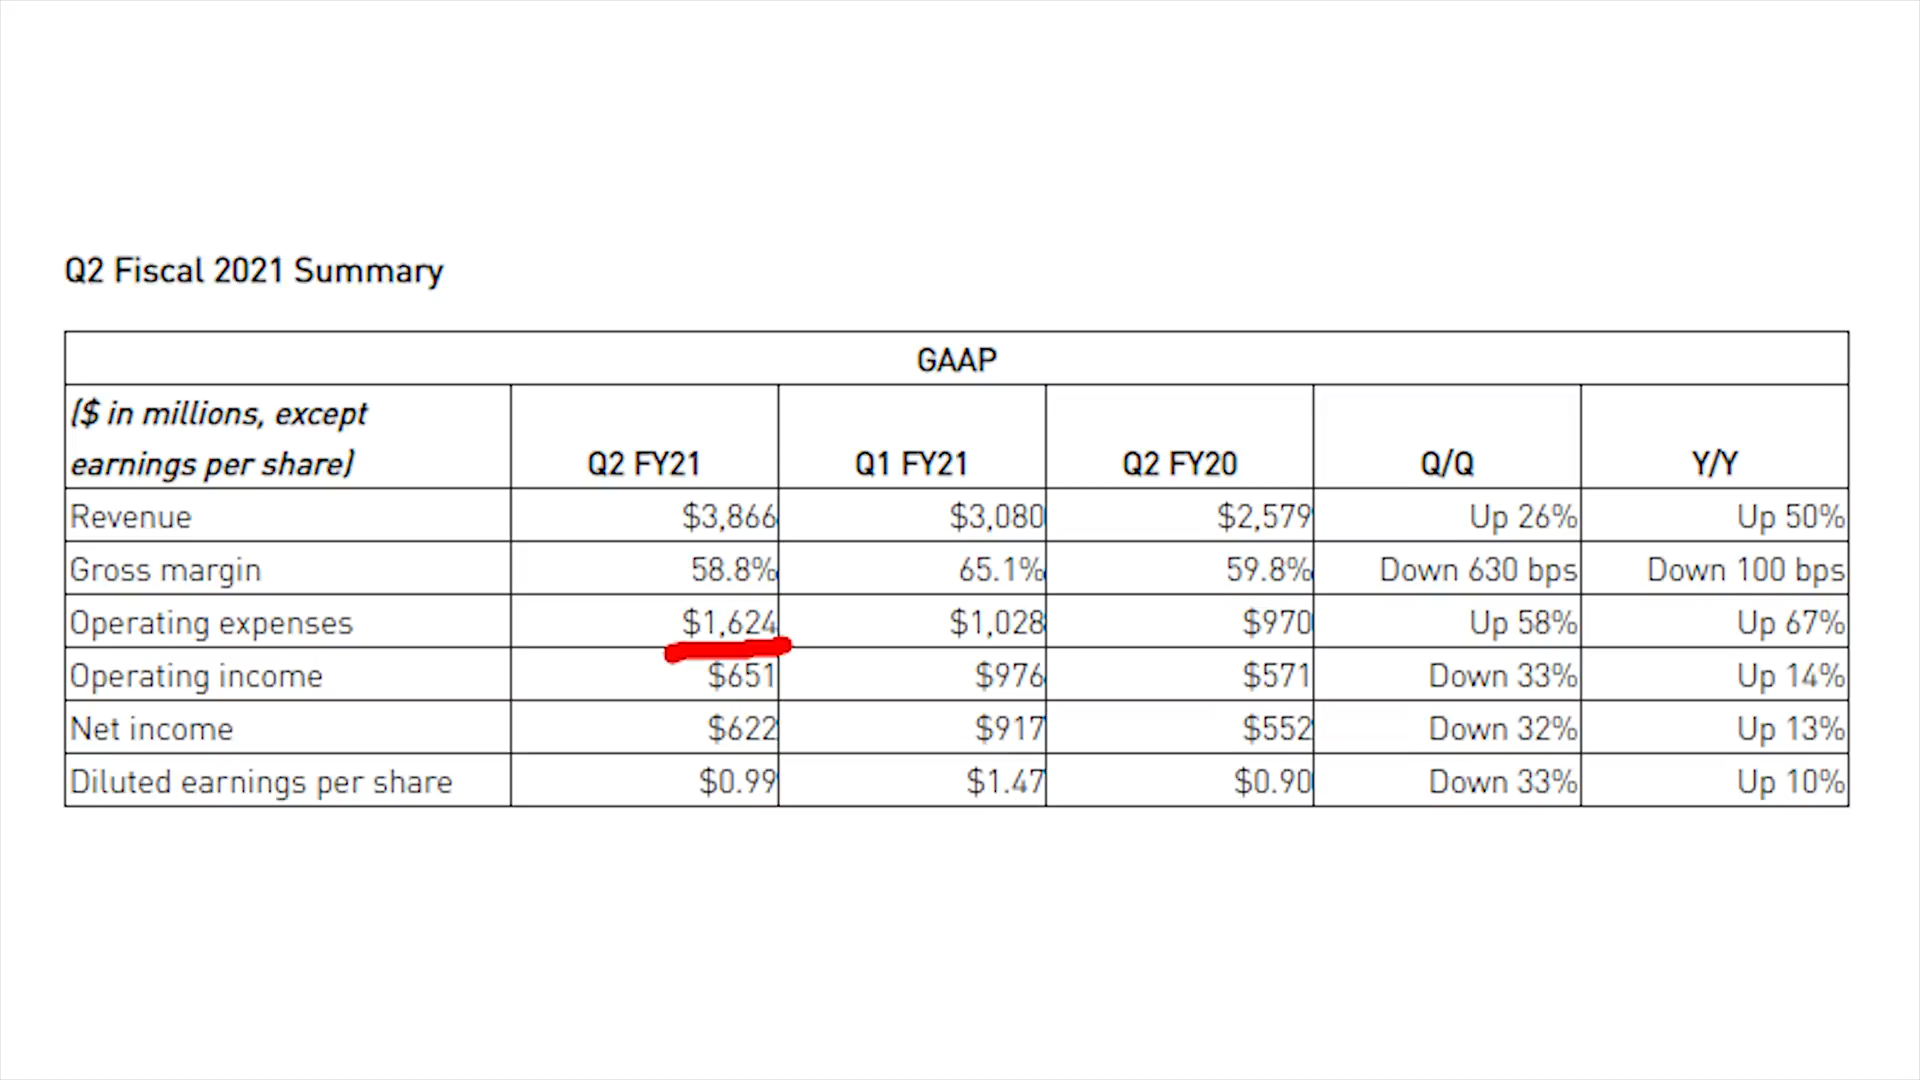 Q2 Fiscal 2021 Summary
GAAP
($ in millions, except
earnings per share) Q2 FY21 Q1 FY21 Q2 FY20 Q/Q Y/Y
Revenue $3,866 $3,080 $2,579 Up 26% Up 50%
Gross margin 58.8% 65.1% 59.8% Down 630 bps Down 100 bps
Operating expenses $1,624 $1,028 $970 Up 58% Up 67%
Operating income $651 $976 $571 Down 33% Up 14%
Net income $622 $917 $552 Down 32% Up 13%
Diluted earnings per share $0.99 $1.47 $0.90 Down 33% Up 10%